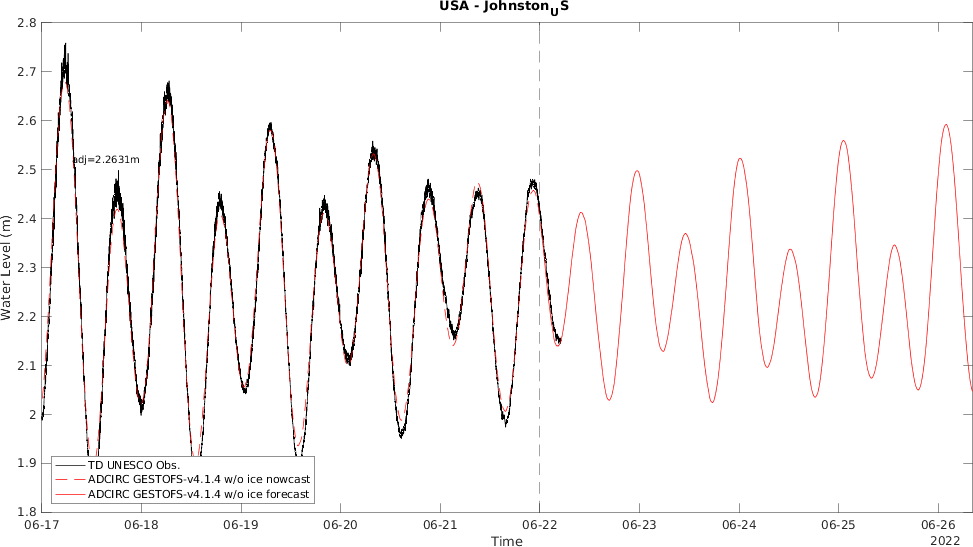 USA - Johnston_US
2.8
2.7
2.6
2.5
2.4
2.3
2.2
2.1
2
1.9
1.8
Water Level (m)
adj=2.2631m
TD UNESCO Obs.
ADCIRC GESTOFS-v4.1.4 w/o ice nowcast
ADCIRC GESTOFS-v4.1.4 w/o ice forecast
06-17 06-18 06-19 06-20 06-21 06-22 06-23 06-24 06-25 06-26
Time 2022